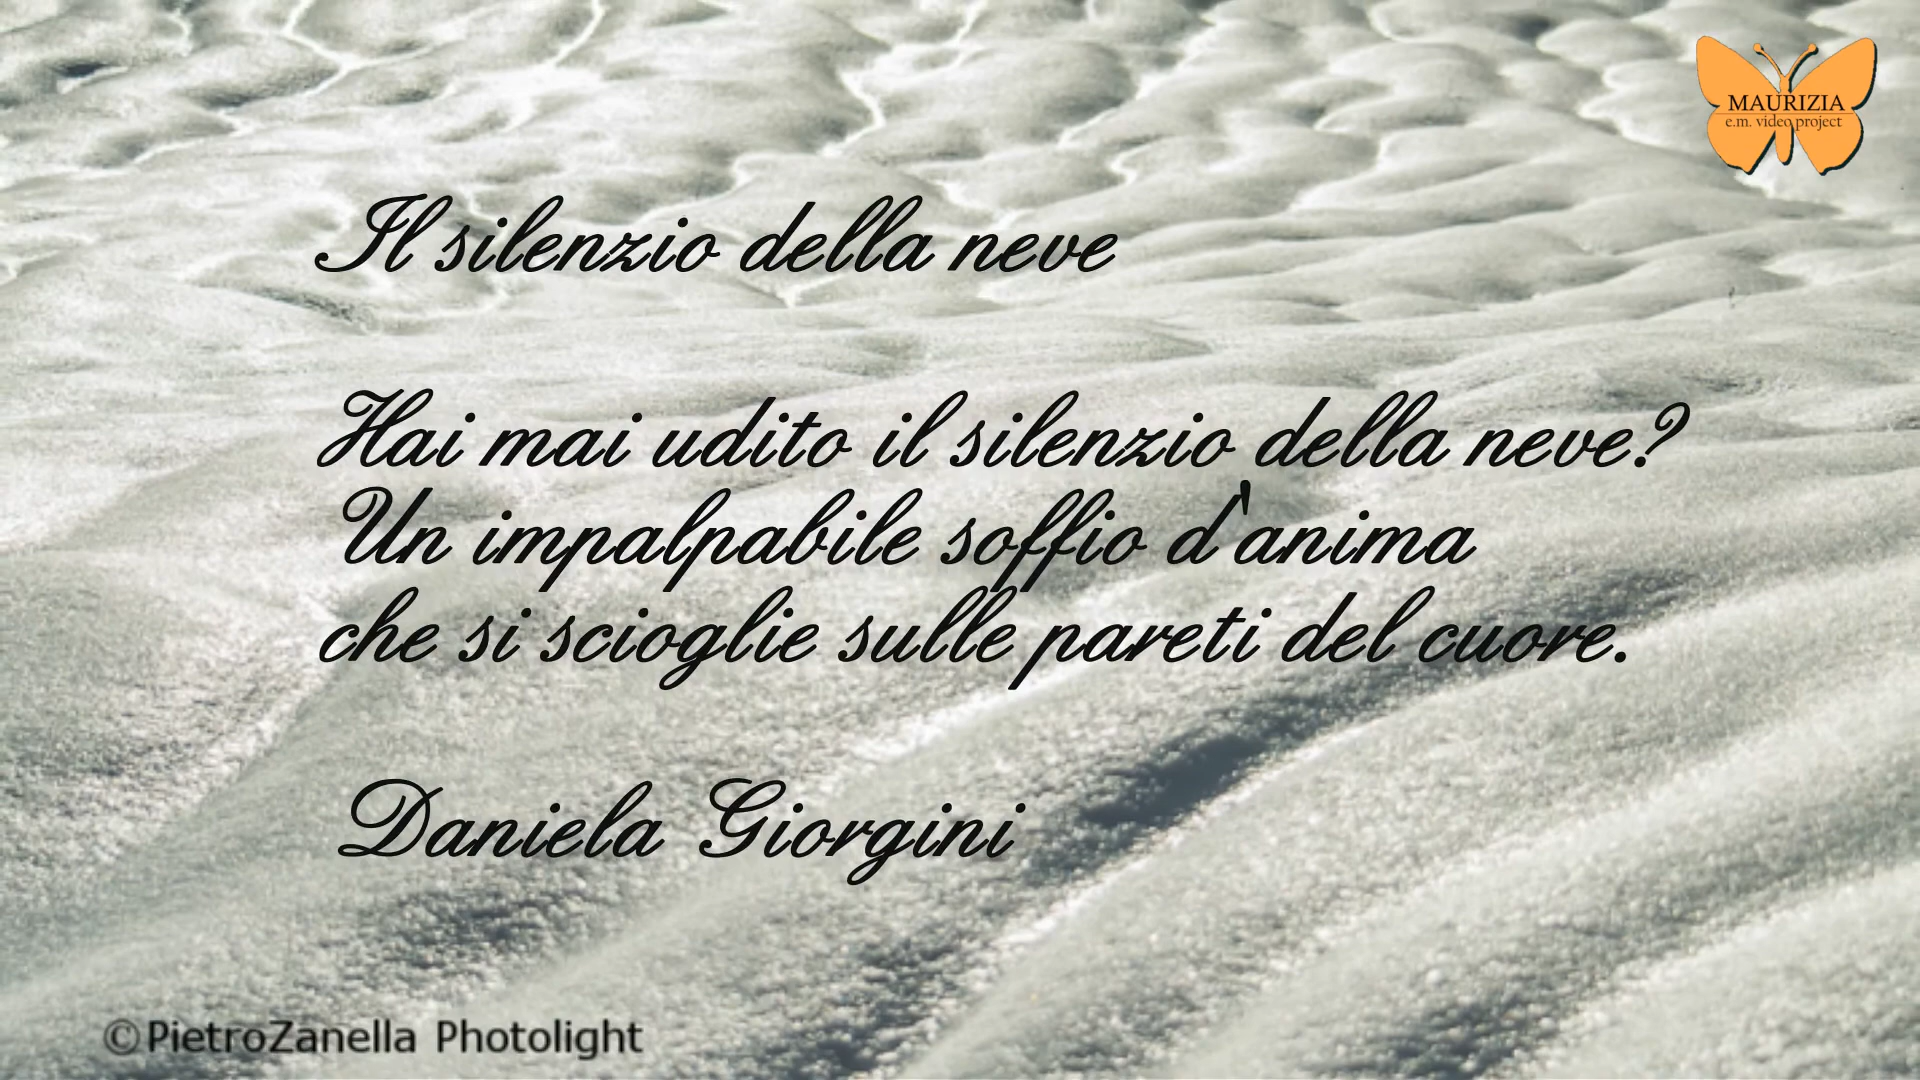 MAURIZIA
e.m. video project
Il silenzio della neve
Hai mai udito il silenzio della neve?
Un impalpabile soffio d'anima
che si scioglie sulle pareti del cuore.
Daniela Giorgini
©PietroZanella Photolight